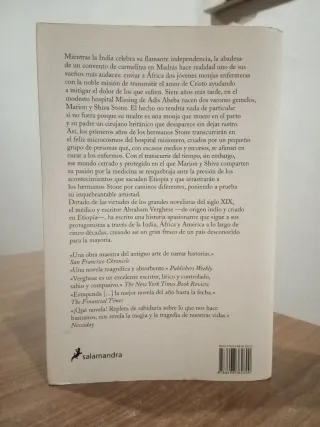 Mientras la India celebra su flamante independencia, la abadesa
de un convento de carmelitas en Madrás hace realidad uno de sus
sueños más audaces: enviar a África dos jóvenes monjas enfermeras
con la noble misión de transmitir el amor de Cristo ayudando
a mitigar el dolor de los que sufren. Siete años más tarde, en el
modesto hospital Missing de Adis Abeba nacen dos varones gemelos,
Marion y Shiva Stone. El hecho no tendría nada de particular
si no fuera porque su madre es una monja que muere en el parto
y su padre un cirujano británico que desaparece sin dejar rastro.
Así, los primeros años de los hermanos Stone transcurrirán en
el feliz microcosmos del hospital misionero, criados por un pequeño
grupo de personas que, con escasos medios y recursos, se afanan en
curar a los enfermos. Con el transcurso del tiempo, sin embargo,
ese mundo cerrado y protegido en el que Marion y Shiva comparten
su pasión por la medicina se resquebraja ante la presión de los
acontecimientos que sacuden Etiopía y que arrastrarán a
los hermanos Stone por caminos diferentes, poniendo a prueba
su inquebrantable amistad.
Dotado de las virtudes de los grandes novelistas del siglo XIX,
el médico y escritor Abraham Verghese —de origen indio y criado
en Etiopía—, ha escrito una historia apasionante que sigue a sus
protagonistas a través de la India, África y América a lo largo
de cinco décadas, creando así un gran fresco de un país desconocido
para la mayoría.
«Una obra maestra del antiguo arte de narrar historias.»
San Francisco Chronicle
«Una novela magnífica y absorbente.» Publishers Weekly
«Verghese es un excelente escritor, lírico y controlado,
sabio y compasivo.» The New York Times Book Review
«Estupenda [...] la mejor novela del año hasta la fecha.»
The Financial Times
«¡Qué novela! Repleta de sabiduría sobre lo que nos hace
humanos, nos revela la magia y la tragedia de nuestras vidas.»
Newsday
salamandra